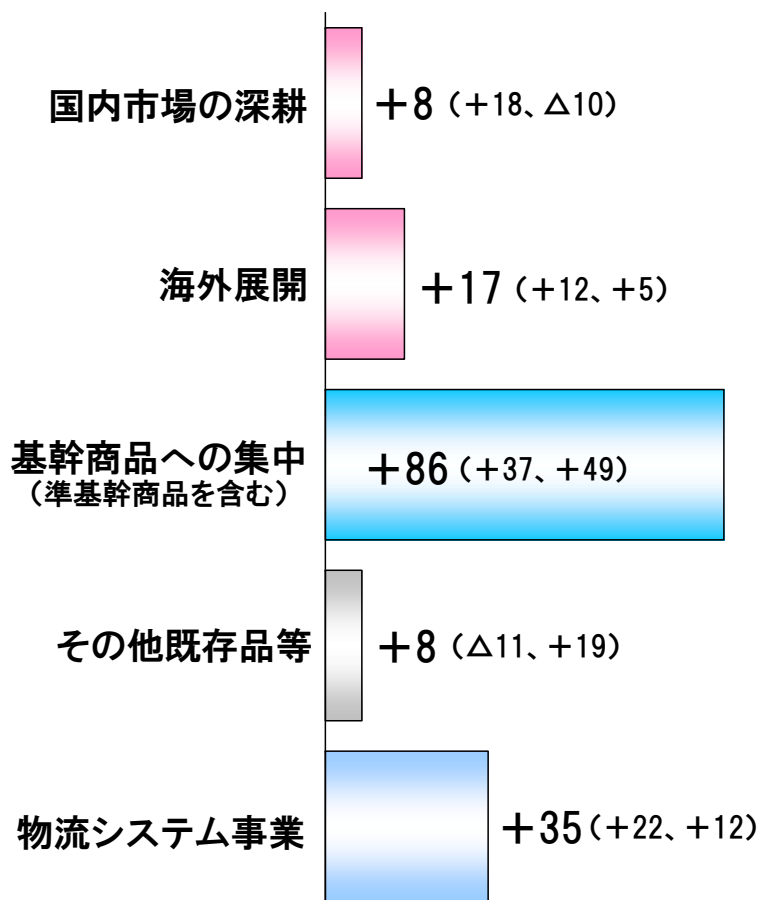 国内市場の深耕 +8 (+18、△10)
海外展開 +17 (+12、+5)
基幹商品への集中 +86 (+37、+49)
(準基幹商品を含む)
その他既存品等 +8 (△11、+19)
物流システム事業 +35 (+22、+12)